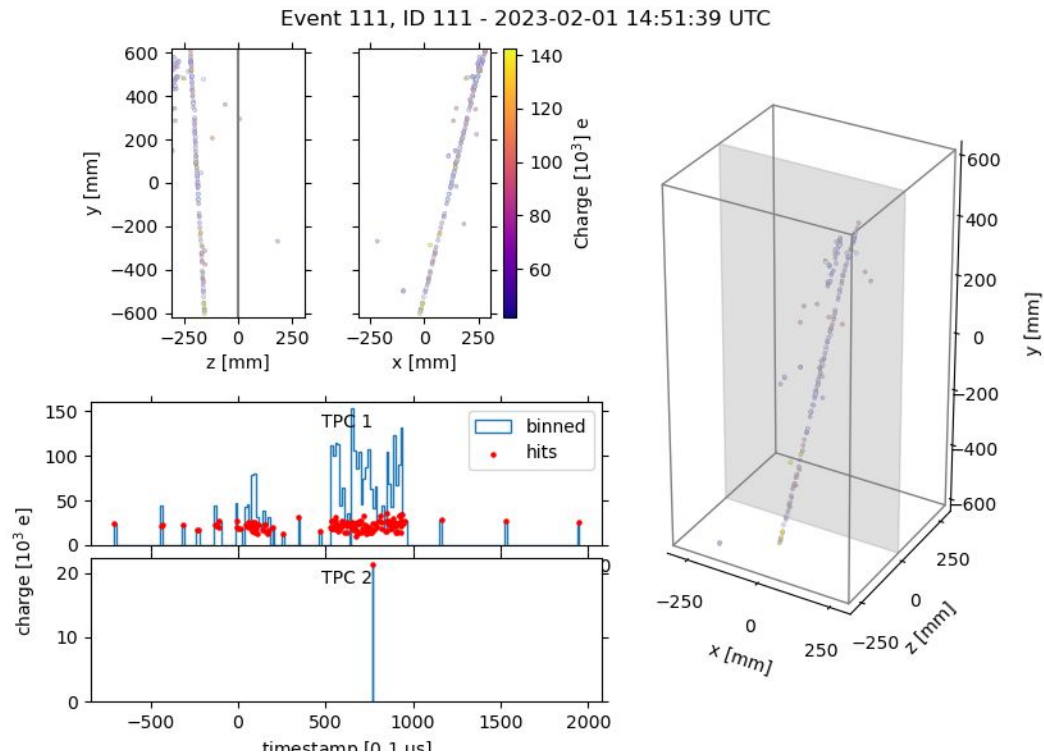 Event 111, ID 111 - 2023-02-01 14:51:39 UTC
600
400
200
0
−200
−400
−600
y [mm]
−250 0 250
z [mm]
−250 0 250
x [mm]
140
120
100
80
60
Charge [10³] e
600
400
200
0
−200
−400
−600
y [mm]
−250
0
250
x [mm]
−250
0
250
z [mm]
150
100
50
0
TPC 1
binned
hits
charge [10³ e]
0
20
10
0
TPC 2
−500 0 500 1000 1500 2000
timestamp [0.1 us]